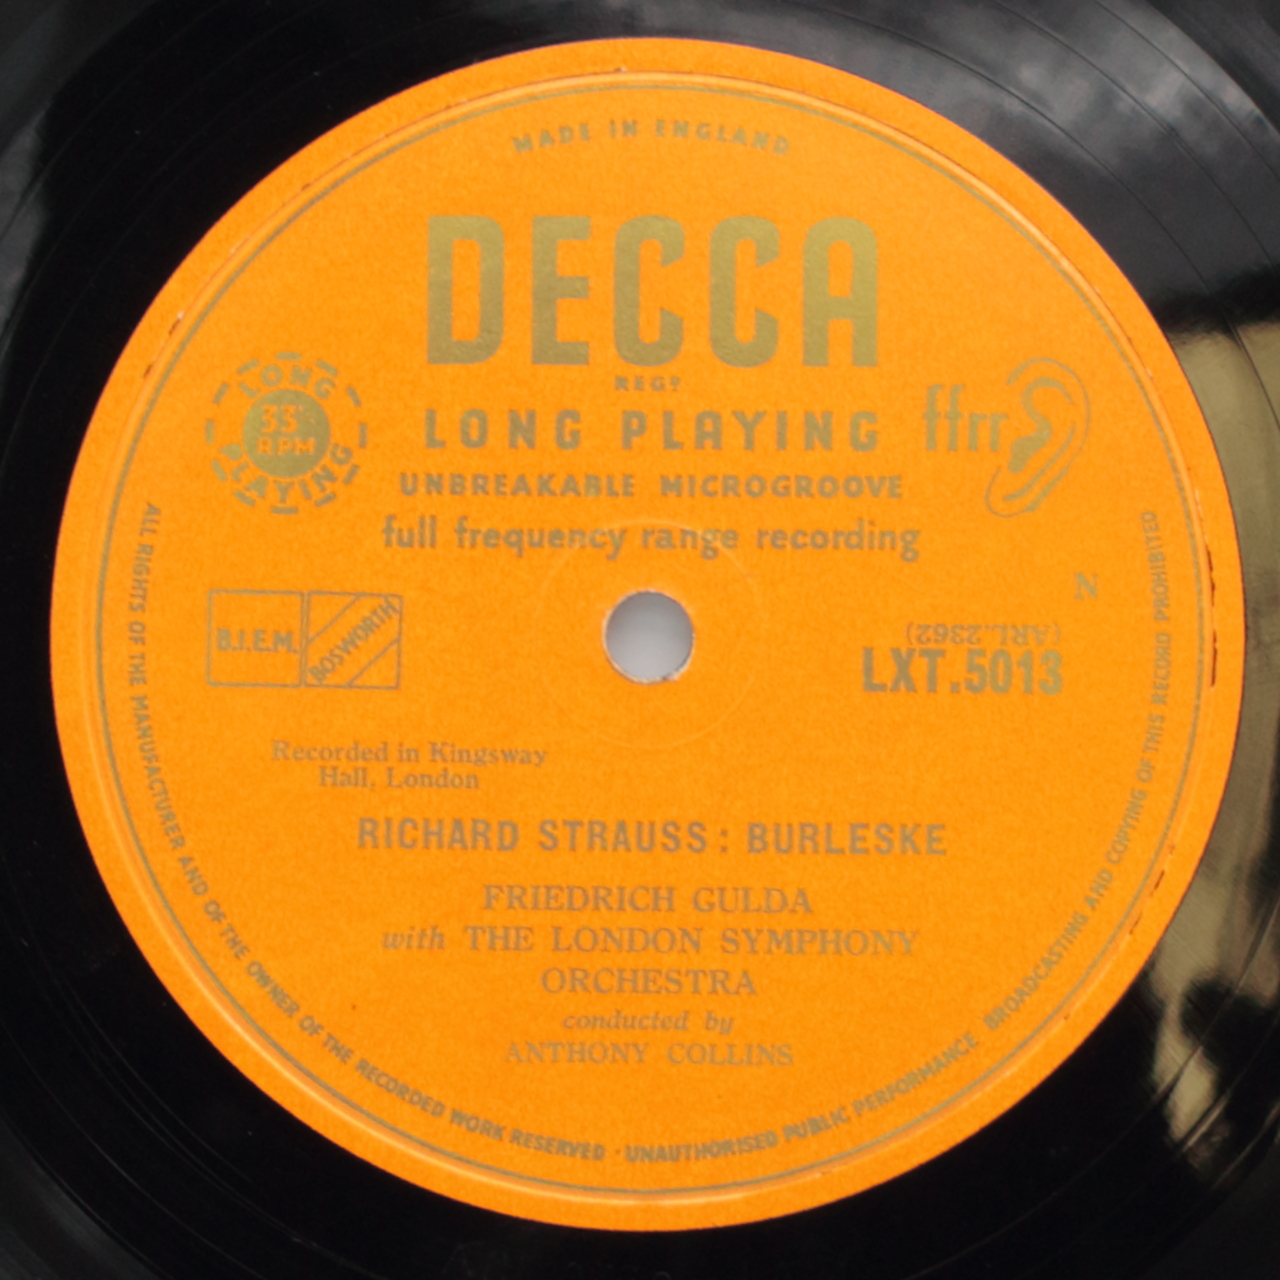 MADE IN ENGLAND
DECCA
REGD
LONG PLAYING
33⅓
RPM
LONG PLAYING
ffrr
UNBREAKABLE MICROGROOVE
full frequency range recording
N
B.I.E.M.
BOSWORTH
(ARL.2362)
LXT.5013
Recorded in Kingsway
Hall, London
RICHARD STRAUSS : BURLESKE
FRIEDRICH GULDA
with THE LONDON SYMPHONY
ORCHESTRA
conducted by
ANTHONY COLLINS
ALL RIGHTS OF THE MANUFACTURER AND OF THE OWNER OF THE RECORDED WORK RESERVED · UNAUTHORISED PUBLIC PERFORMANCE BROADCASTING AND COPYING OF THIS RECORD PROHIBITED